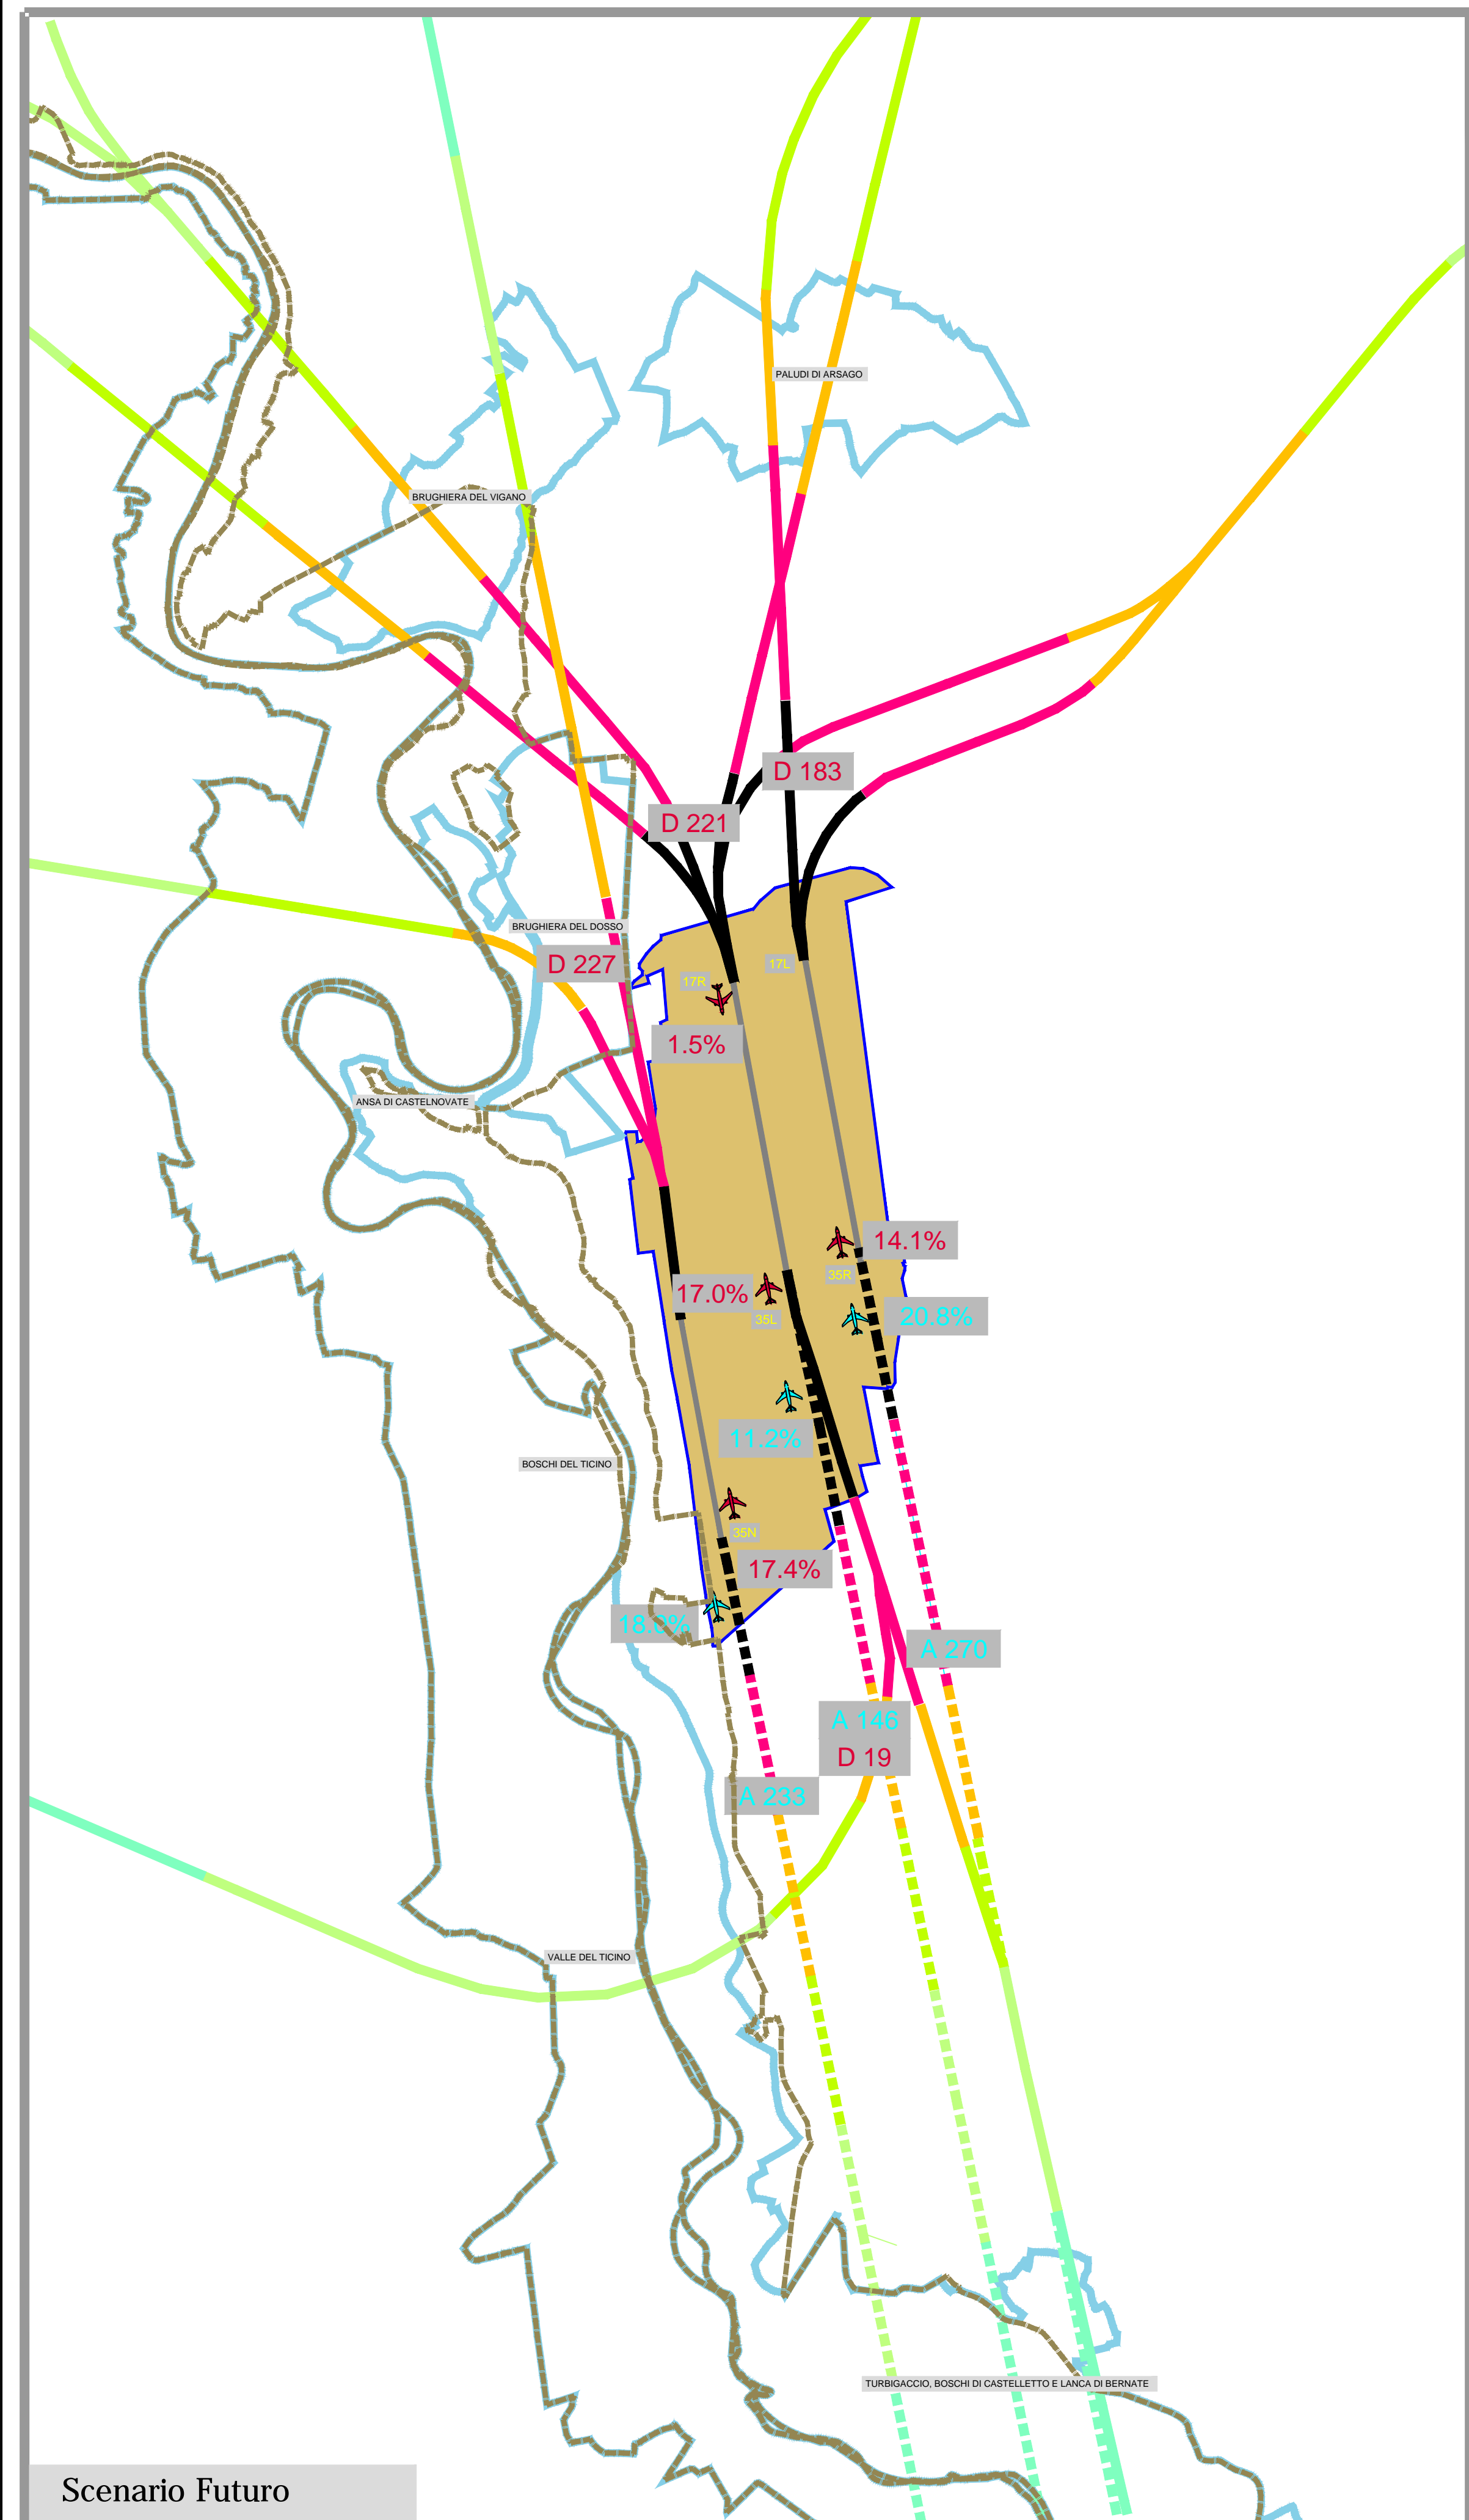 PALUDI DI ARSAGO
BRUGHIERA DEL VIGANO
D 183
D 221
BRUGHIERA DEL DOSSO
D 227
17L
17R
1.5%
ANSA DI CASTELNOVATE
14.1%
35R
17.0%
35L
20.8%
11.2%
BOSCHI DEL TICINO
35N
17.4%
A 270
A 146
D 19
A 233
VALLE DEL TICINO
TURBIGACCIO, BOSCHI DI CASTELLETTO E LANCA DI BERNATE
Scenario Futuro